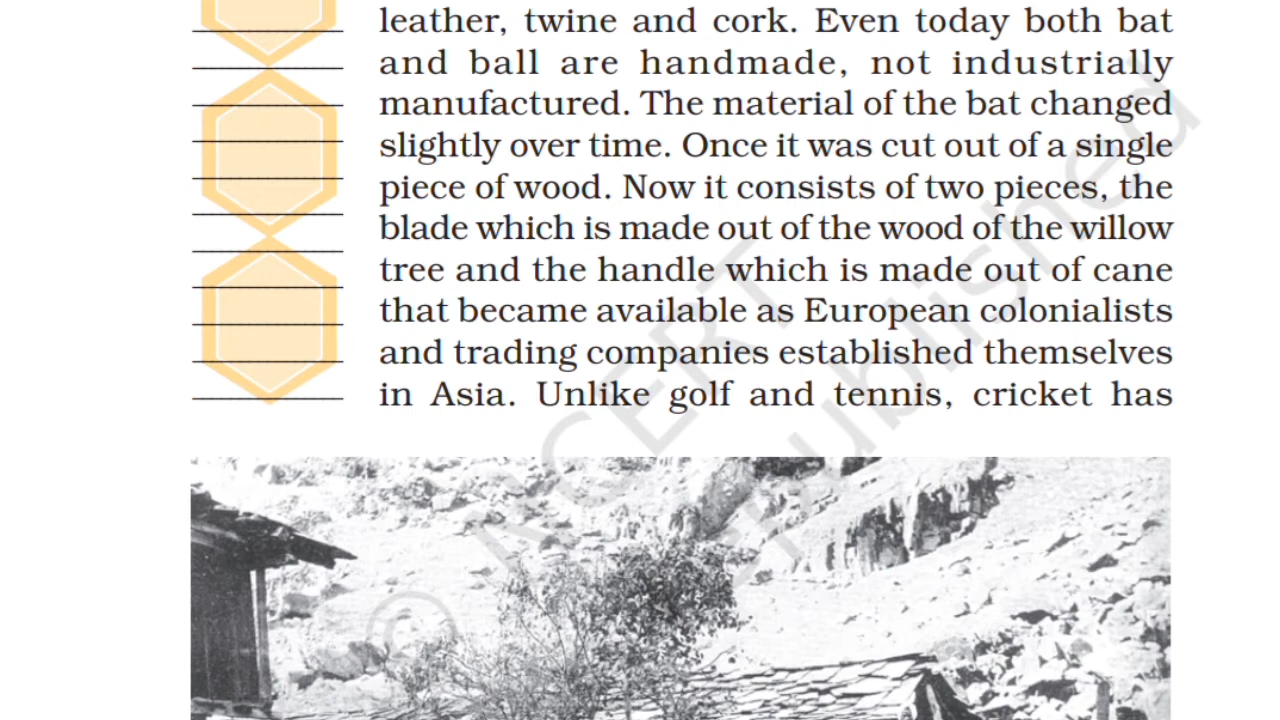 leather, twine and cork. Even today both bat
and ball are handmade, not industrially
manufactured. The material of the bat changed
slightly over time. Once it was cut out of a single
piece of wood. Now it consists of two pieces, the
blade which is made out of the wood of the willow
tree and the handle which is made out of cane
that became available as European colonialists
and trading companies established themselves
in Asia. Unlike golf and tennis, cricket has
© NCERT